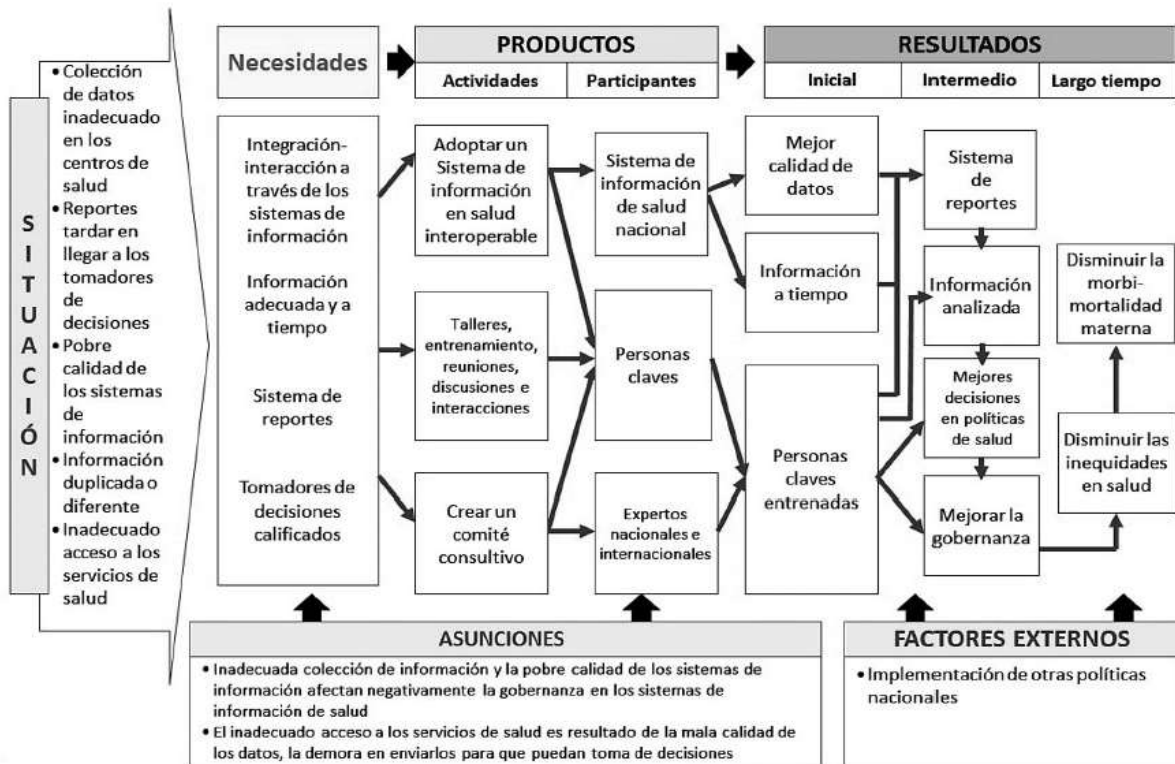 SITUACIÓN
• Colección
de datos
inadecuado
en los
centros de
salud
• Reportes
tardar en
llegar a los
tomadores
de
decisiones
• Pobre
calidad de
los sistemas
de
información
• Información
duplicada o
diferente
• Inadecuado
acceso a los
servicios de
salud
Necesidades
Integración-
interacción a
través de los
sistemas de
información
Información
adecuada y a
tiempo
Sistema de
reportes
Tomadores de
decisiones
calificados
PRODUCTOS
Actividades
Participantes
Adoptar un
Sistema de
información
en salud
interoperable
Talleres,
entrenamiento,
reuniones,
discusiones e
interacciones
Crear un
comité
consultivo
Sistema de
información
de salud
nacional
Personas
claves
Expertos
nacionales e
internacionales
RESULTADOS
Inicial
Intermedio
Largo tiempo
Mejor
calidad de
datos
Información
a tiempo
Personas
claves
entrenadas
Sistema
de
reportes
Información
analizada
Mejores
decisiones
en políticas
de salud
Mejorar la
gobernanza
Disminuir la
morbi-
mortalidad
materna
Disminuir las
inequidades
en salud
ASUNCIONES
• Inadecuada colección de información y la pobre calidad de los sistemas de
información afectan negativamente la gobernanza en los sistemas de
información de salud
• El inadecuado acceso a los servicios de salud es resultado de la mala calidad de
los datos, la demora en enviarlos para que puedan toma de decisiones
FACTORES EXTERNOS
• Implementación de otras políticas
nacionales